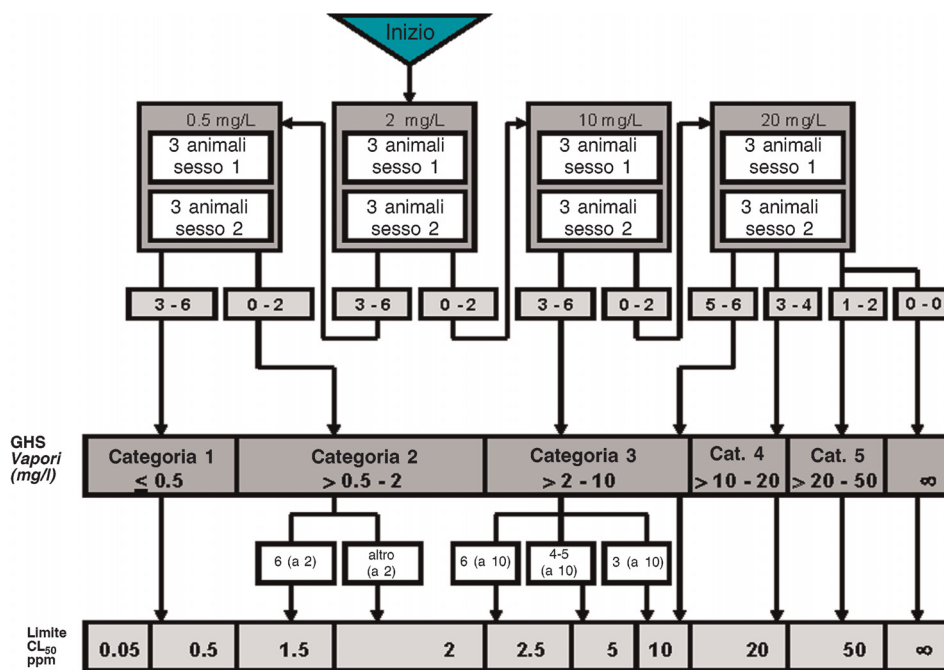 Inizio
0.5 mg/L
3 animali
sesso 1
3 animali
sesso 2
2 mg/L
3 animali
sesso 1
3 animali
sesso 2
10 mg/L
3 animali
sesso 1
3 animali
sesso 2
20 mg/L
3 animali
sesso 1
3 animali
sesso 2
3 - 6
0 - 2
3 - 6
0 - 2
3 - 6
0 - 2
5 - 6
3 - 4
1 - 2
0 - 0
GHS
Vapori
(mg/l)
Categoria 1
≤ 0.5
Categoria 2
> 0.5 - 2
Categoria 3
> 2 - 10
Cat. 4
> 10 - 20
Cat. 5
> 20 - 50
∞
6 (a 2)
altro
(a 2)
6 (a 10)
4-5
(a 10)
3 (a 10)
Limite
CL50
ppm
0.05
0.5
1.5
2
2.5
5
10
20
50
∞